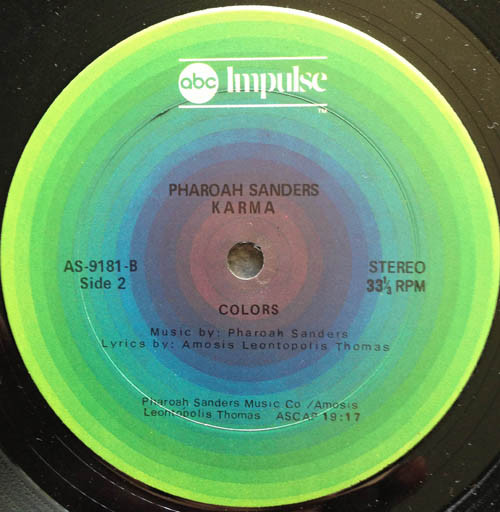 abc Impulse
TM
PHAROAH SANDERS
KARMA
AS-9181-B
Side 2
STEREO
33⅓ RPM
COLORS
Music by: Pharoah Sanders
Lyrics by: Amosis Leontopolis Thomas
Pharoah Sanders Music Co /Amosis
Leontopolis Thomas ASCAP 19:17